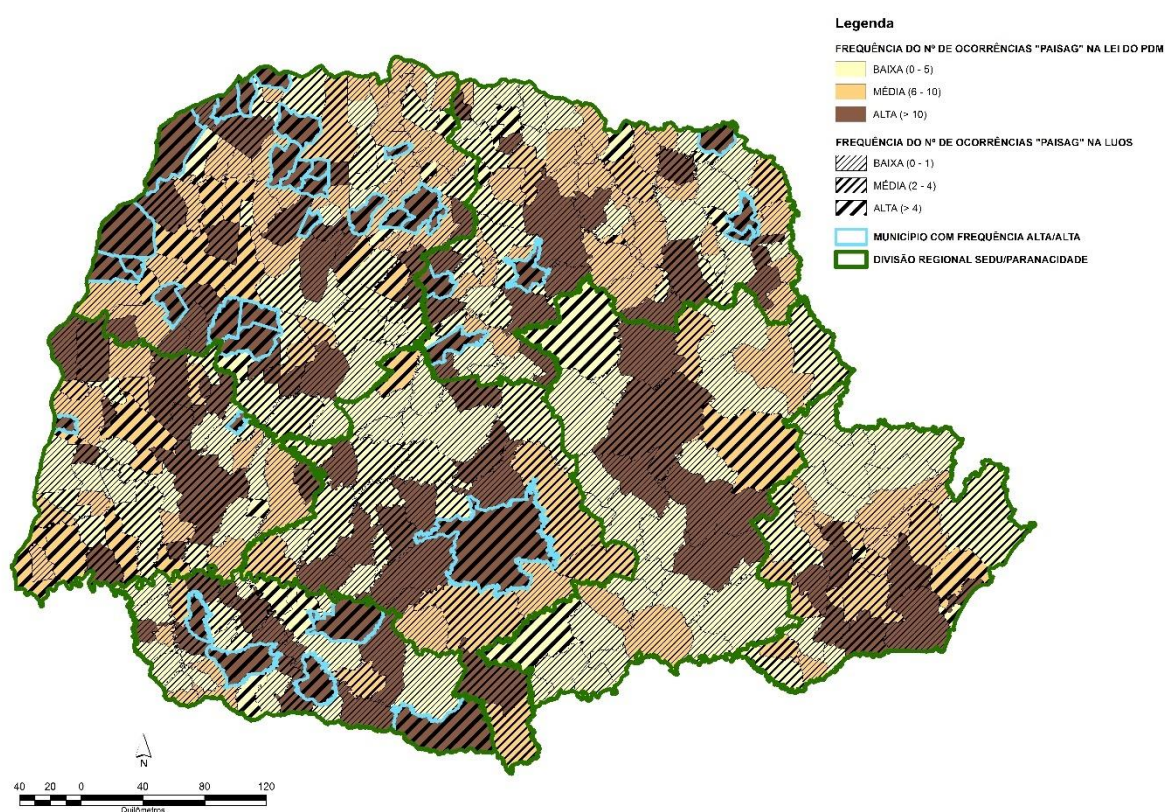 Legenda
FREQUÊNCIA DO Nº DE OCORRÊNCIAS "PAISAG" NA LEI DO PDM
BAIXA (0 - 5)
MÉDIA (6 - 10)
ALTA (> 10)
FREQUÊNCIA DO Nº DE OCORRÊNCIAS "PAISAG" NA LUOS
BAIXA (0 - 1)
MÉDIA (2 - 4)
ALTA (> 4)
MUNICÍPIO COM FREQUÊNCIA ALTA/ALTA
DIVISÃO REGIONAL SEDU/PARANACIDADE
N
40 20 0 40 80 120
Quilômetros